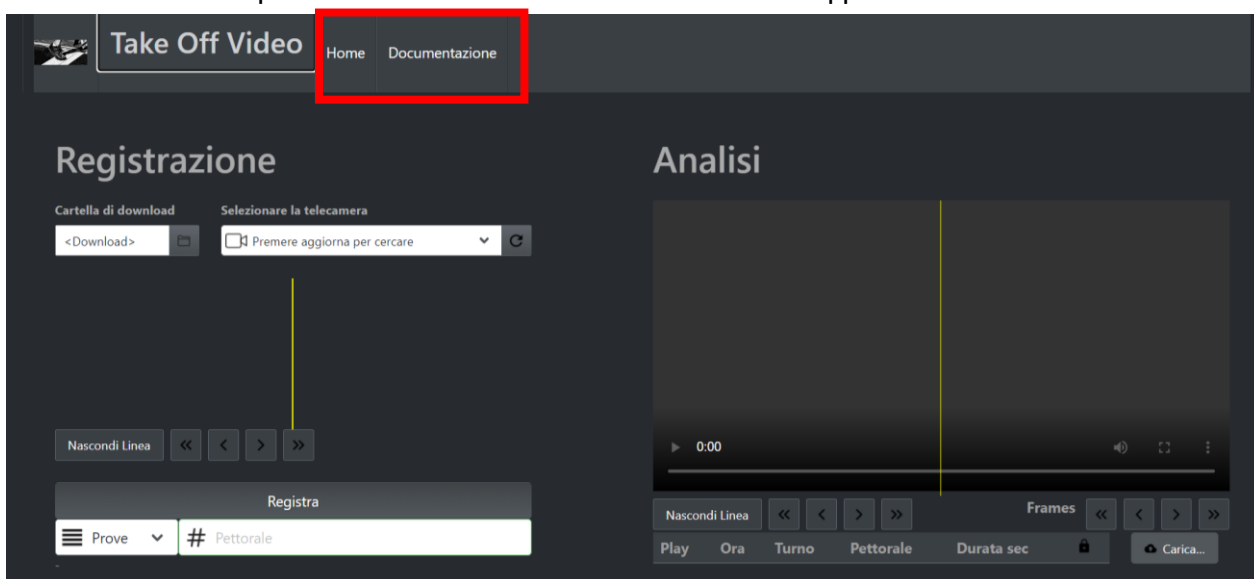 Take Off Video
Home Documentazione
Registrazione
Cartella di download Selezionare la telecamera
<Download> Premere aggiorna per cercare
Nascondi Linea « < > »
Registra
Prove # Pettorale
-
Analisi
0:00
Nascondi Linea « < > » Frames « < > »
Play Ora Turno Pettorale Durata sec Carica...